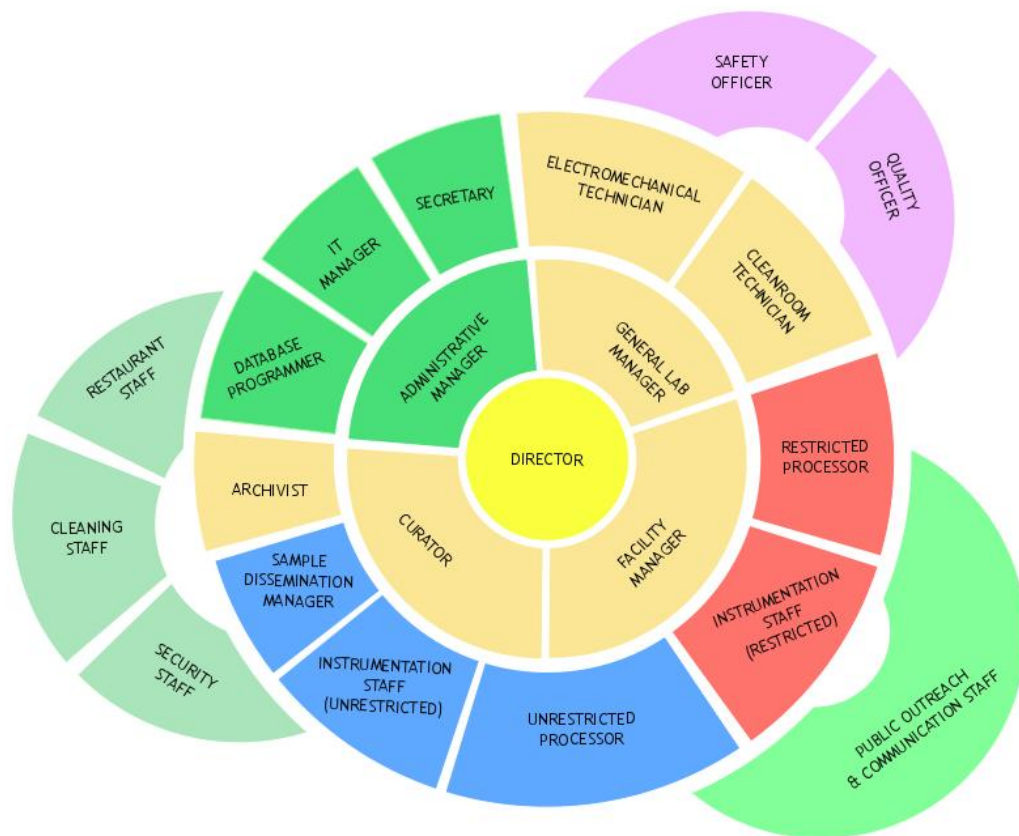 SAFETY
OFFICER
QUALITY
OFFICER
ELECTROMECHANICAL
TECHNICIAN
SECRETARY
IT
MANAGER
CLEANROOM
TECHNICIAN
DATABASE
PROGRAMMER
ADMINISTRATIVE
MANAGER
GENERAL LAB
MANAGER
RESTAURANT
STAFF
DIRECTOR
RESTRICTED
PROCESSOR
ARCHIVIST
CURATOR
FACILITY
MANAGER
CLEANING
STAFF
SAMPLE
DISSEMINATION
MANAGER
INSTRUMENTATION
STAFF
(RESTRICTED)
SECURITY
STAFF
INSTRUMENTATION
STAFF
(UNRESTRICTED)
UNRESTRICTED
PROCESSOR
PUBLIC OUTREACH
& COMMUNICATION STAFF